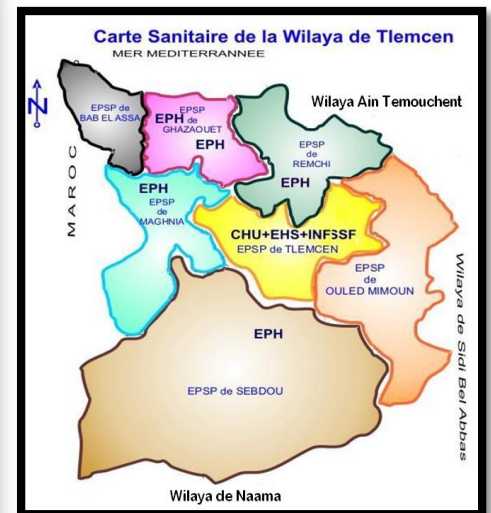 Carte Sanitaire de la Wilaya de Tlemcen
MER MEDITERRANNEE
N
Wilaya Ain Temouchent
EPSP de
BAB EL ASSA
EPSP
EPH de
GHAZAOUET
EPH
EPSP
de
REMCHI
EPH
MAROC
EPH
EPSP
de
MAGHNIA
CHU+EHS+INFSSF
EPSP de TLEMCEN
EPSP
de
OULED MIMOUN
Wilaya de Sidi Bel Abbas
EPH
EPSP de SEBDOU
Wilaya de Naama